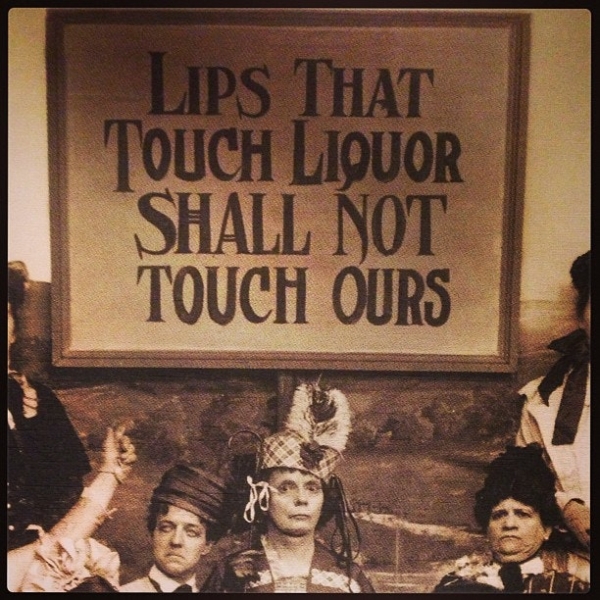 LIPS THAT
TOUCH LIQUOR
SHALL NOT
TOUCH OURS